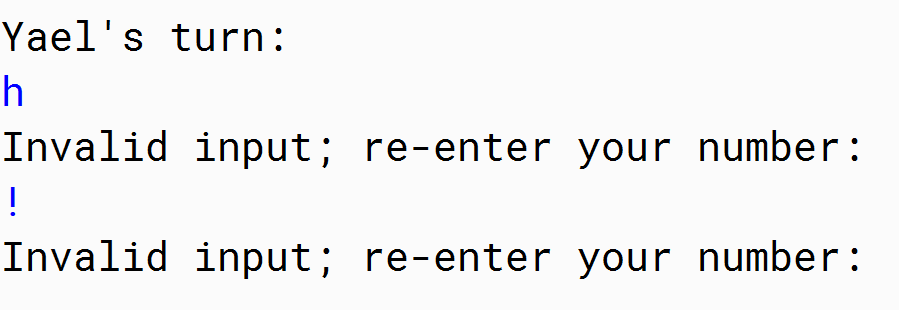 Yael's turn:
h
Invalid input; re-enter your number:
!
Invalid input; re-enter your number: